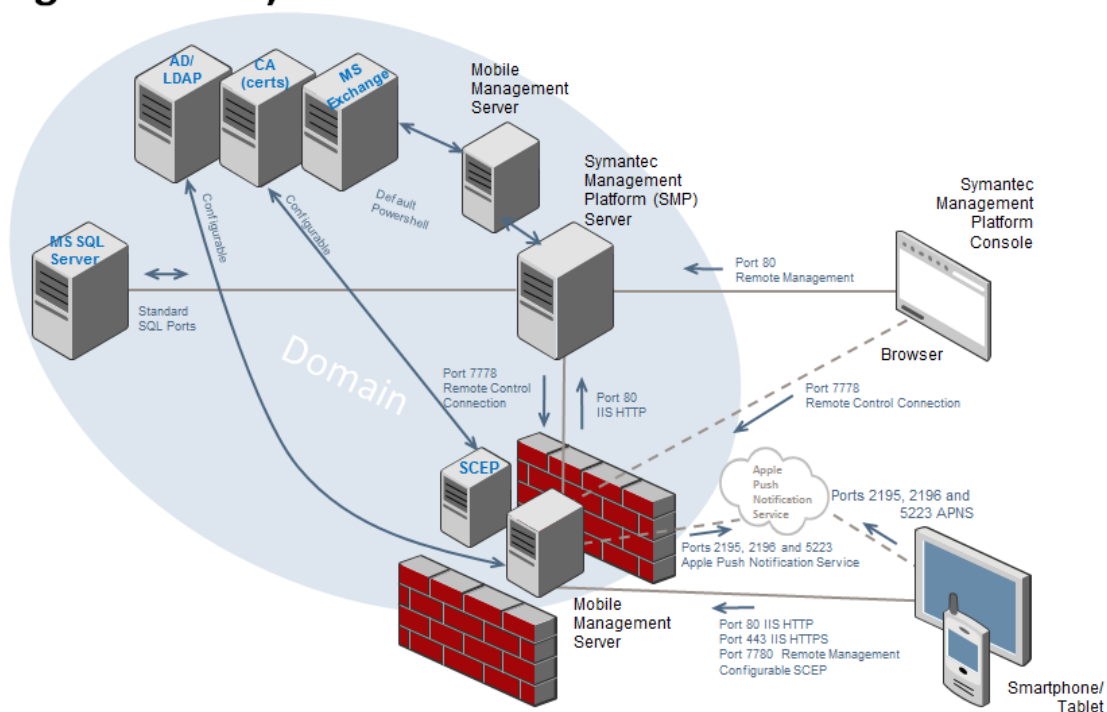 AD/
LDAP
CA
(certs)
MS
Exchange
Mobile
Management
Server
Symantec
Management
Platform (SMP)
Server
Symantec
Management
Platform
Console
Configurable
Configurable
Default
Powershell
MS SQL
Server
Standard
SQL Ports
Port 80
Remote Management
Browser
Domain
Port 7778
Remote Control
Connection
Port 80
IIS HTTP
Port 7778
Remote Control Connection
SCEP
Apple
Push
Notification
Service
Ports 2195, 2196 and
5223 APNS
Ports 2195, 2196 and 5223
Apple Push Notification Service
Mobile
Management
Server
Port 80 IIS HTTP
Port 443 IIS HTTPS
Port 7780 Remote Management
Configurable SCEP
Smartphone/
Tablet